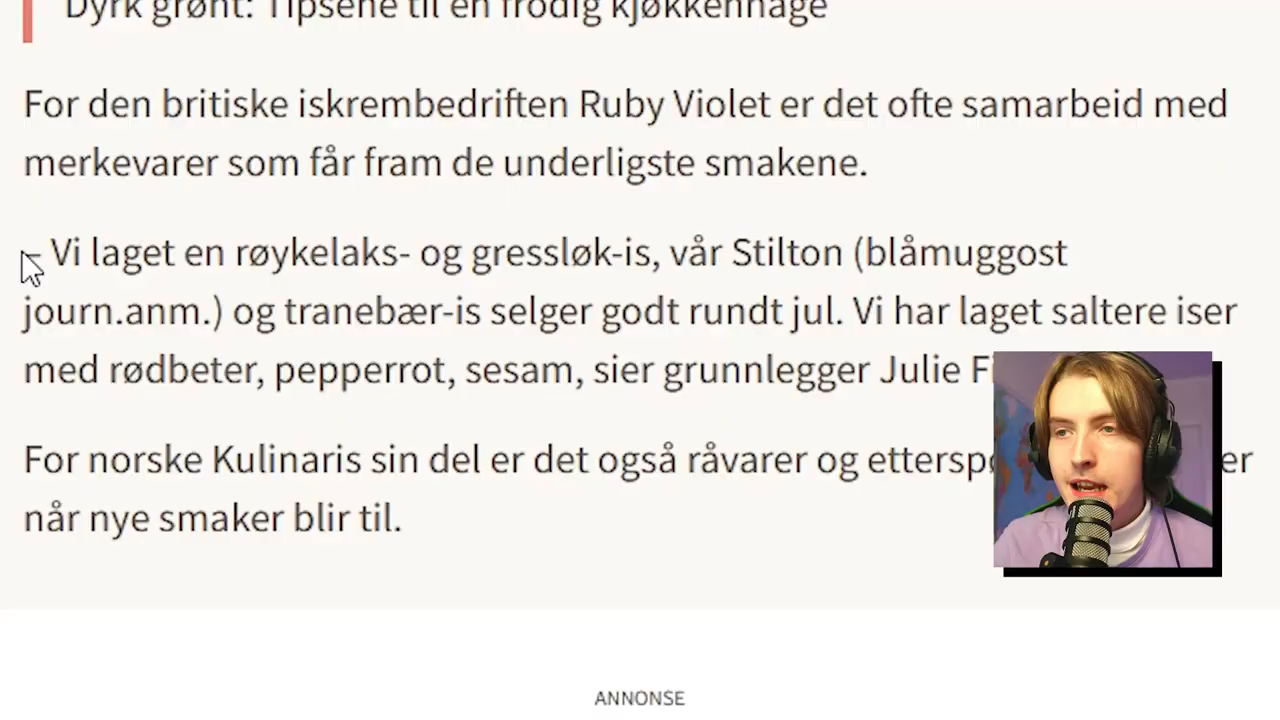 Dyrk grønt: Tipsene til en frodig kjøkkenhage
For den britiske iskrembedriften Ruby Violet er det ofte samarbeid med
merkevarer som får fram de underligste smakene.
– Vi laget en røykelaks- og gressløk-is, vår Stilton (blåmuggost
journ.anm.) og tranebær-is selger godt rundt jul. Vi har laget saltere iser
med rødbeter, pepperrot, sesam, sier grunnlegger Julie
For norske Kulinaris sin del er det også råvarer og
når nye smaker blir til.
ANNONSE